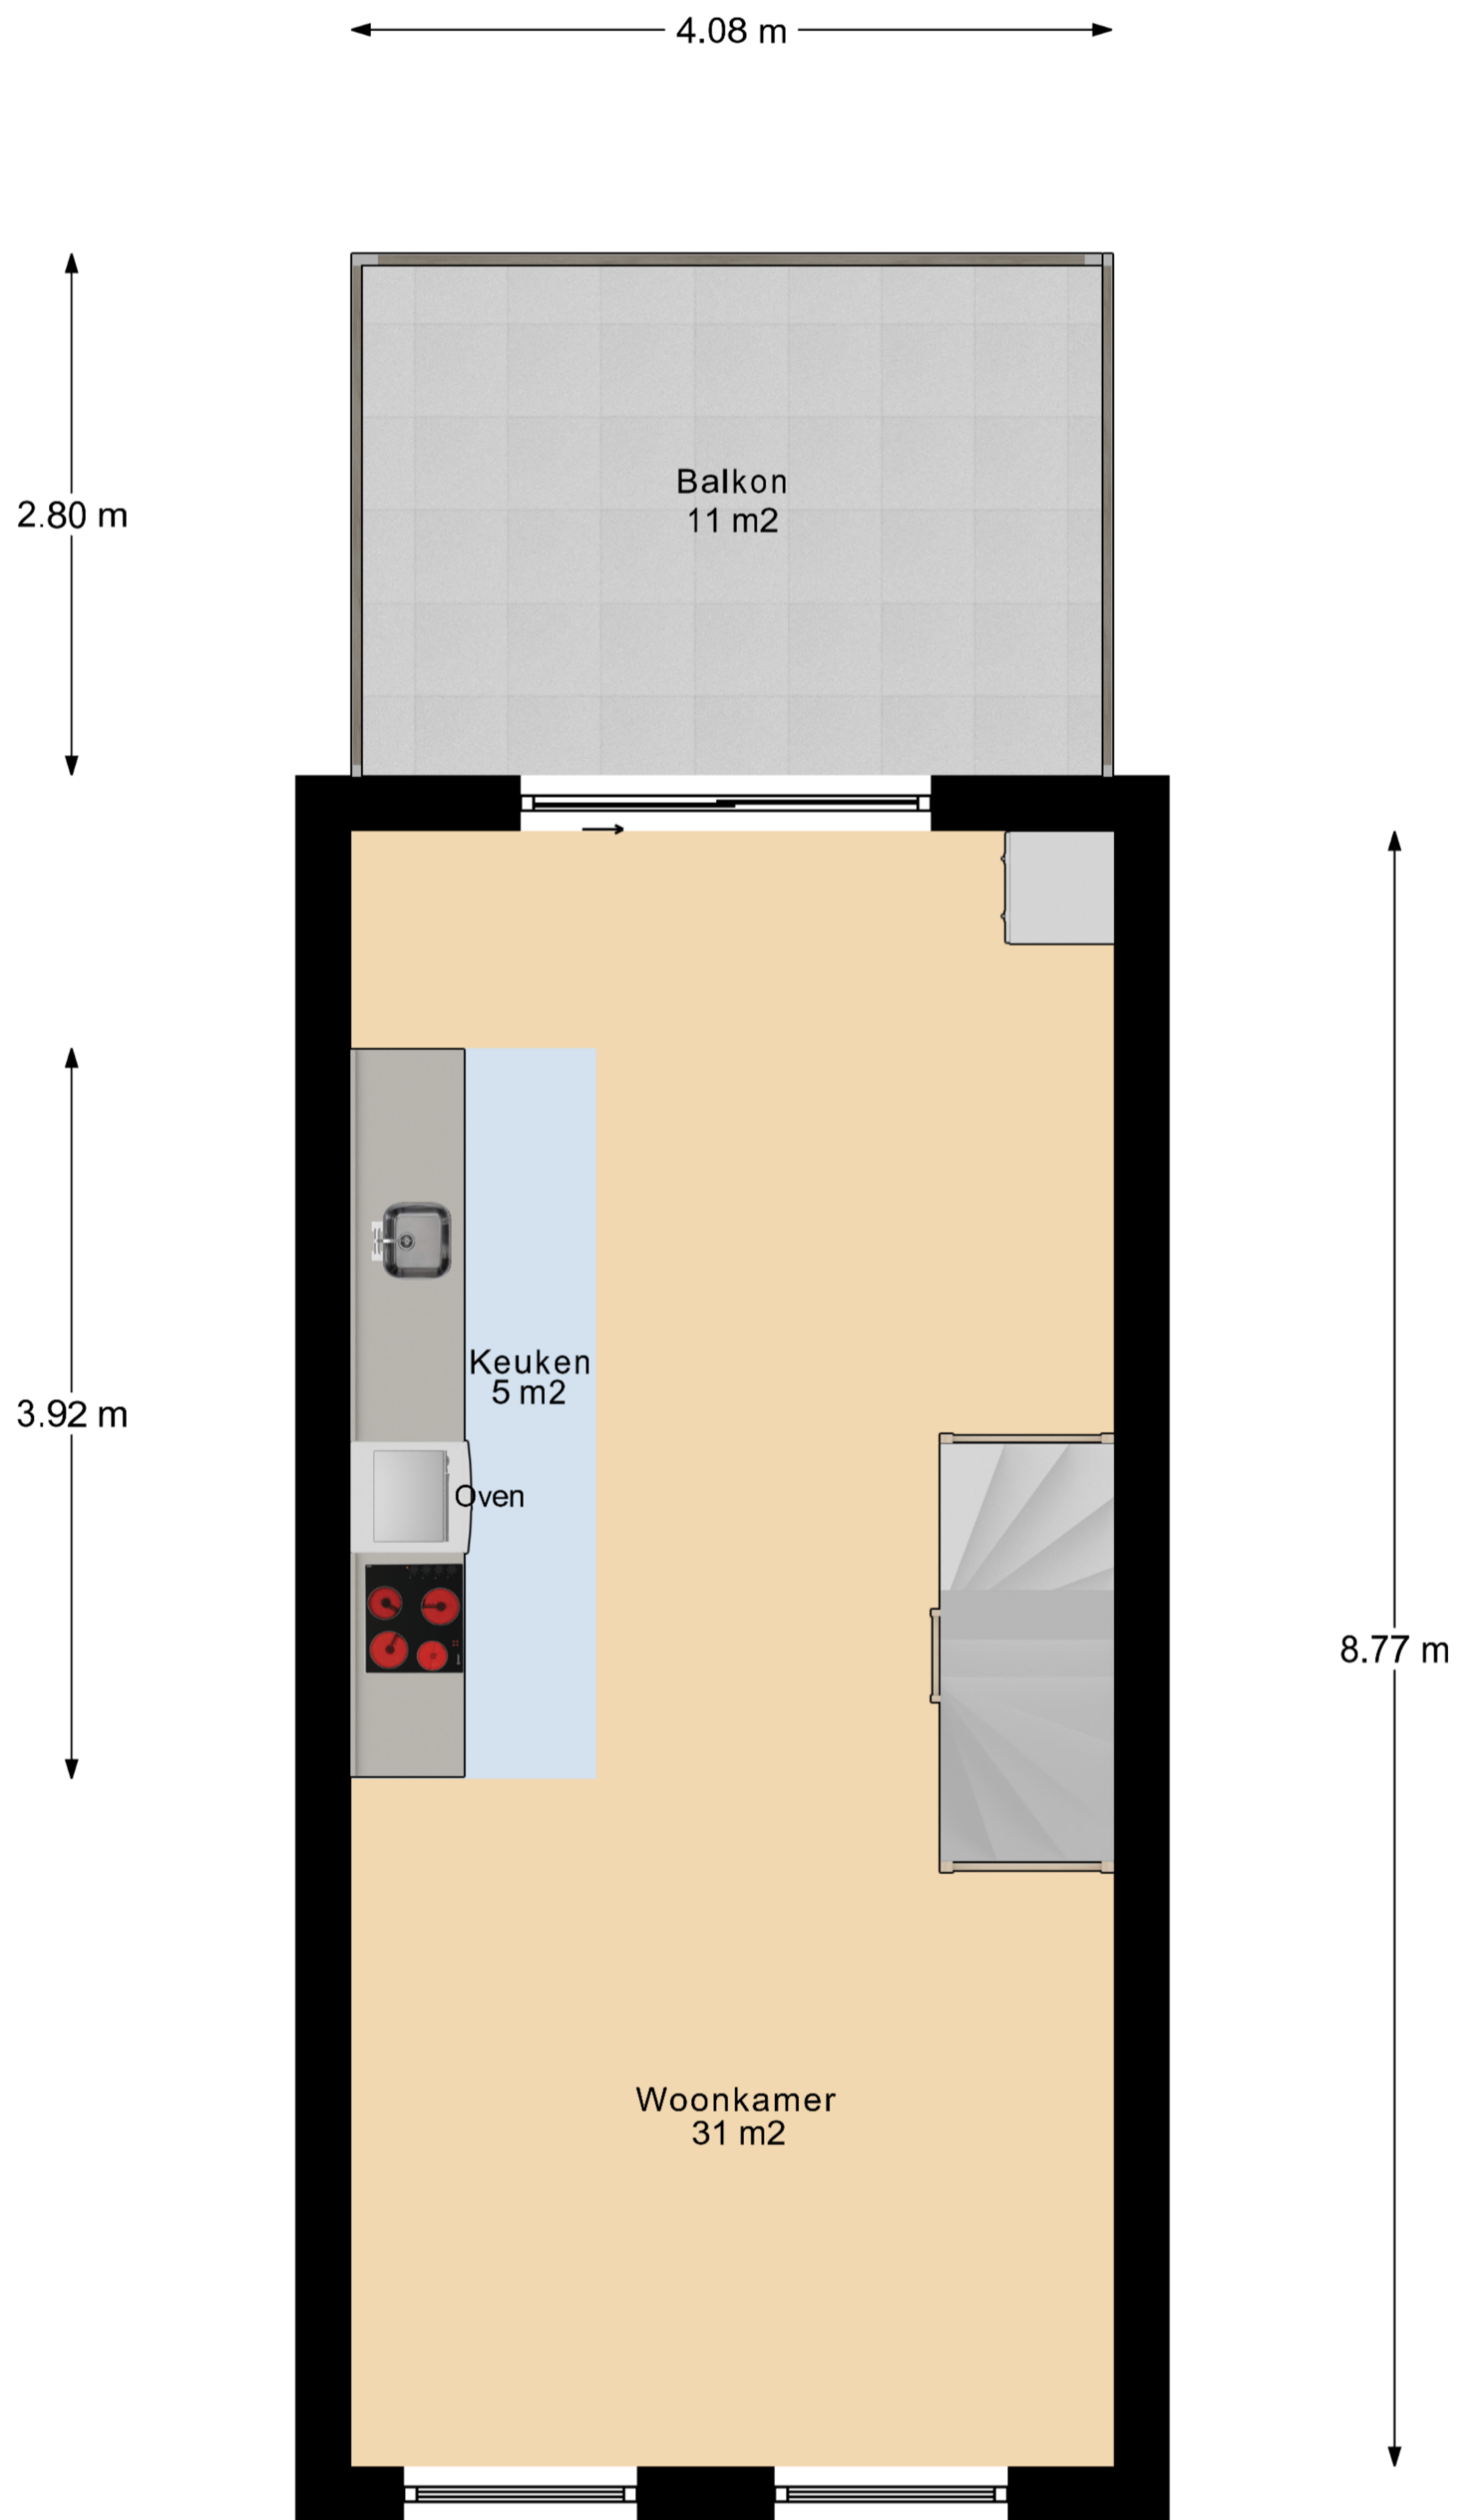 4.08 m
Balkon
11 m2
2.80 m
Keuken
5 m2
3.92 m
Oven
8.77 m
Woonkamer
31 m2